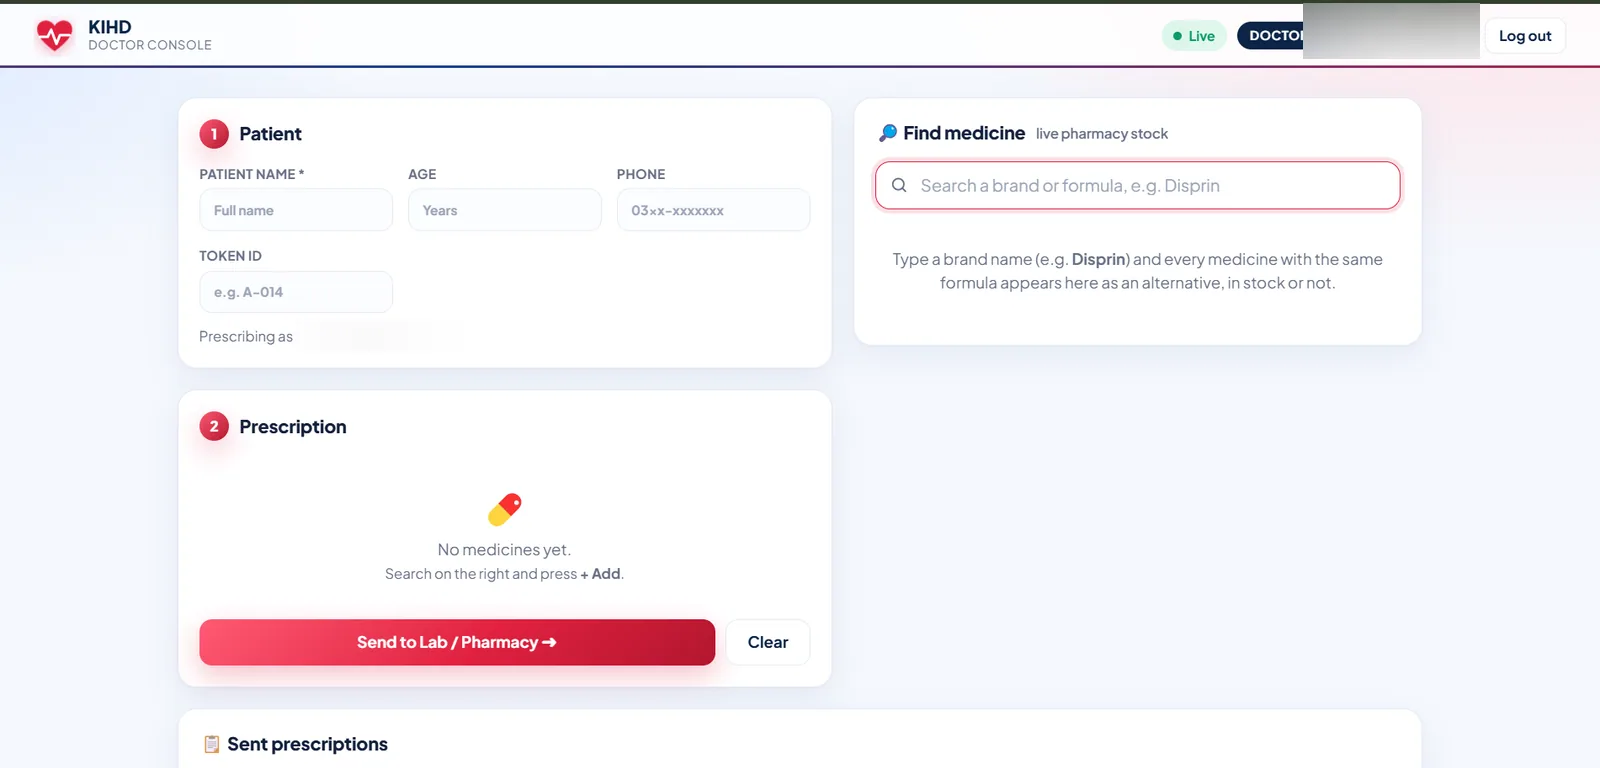 KIHD
DOCTOR CONSOLE
Live
Log out
1 Patient
PATIENT NAME *
AGE
PHONE
Full name
Years
03xx-xxxxxxx
TOKEN ID
e.g. A-014
Prescribing as
Find medicine live pharmacy stock
Search a brand or formula, e.g. Disprin
Type a brand name (e.g. Disprin) and every medicine with the same
formula appears here as an alternative, in stock or not.
2 Prescription
No medicines yet.
Search on the right and press + Add.
Send to Lab / Pharmacy ➜
Clear
Sent prescriptions